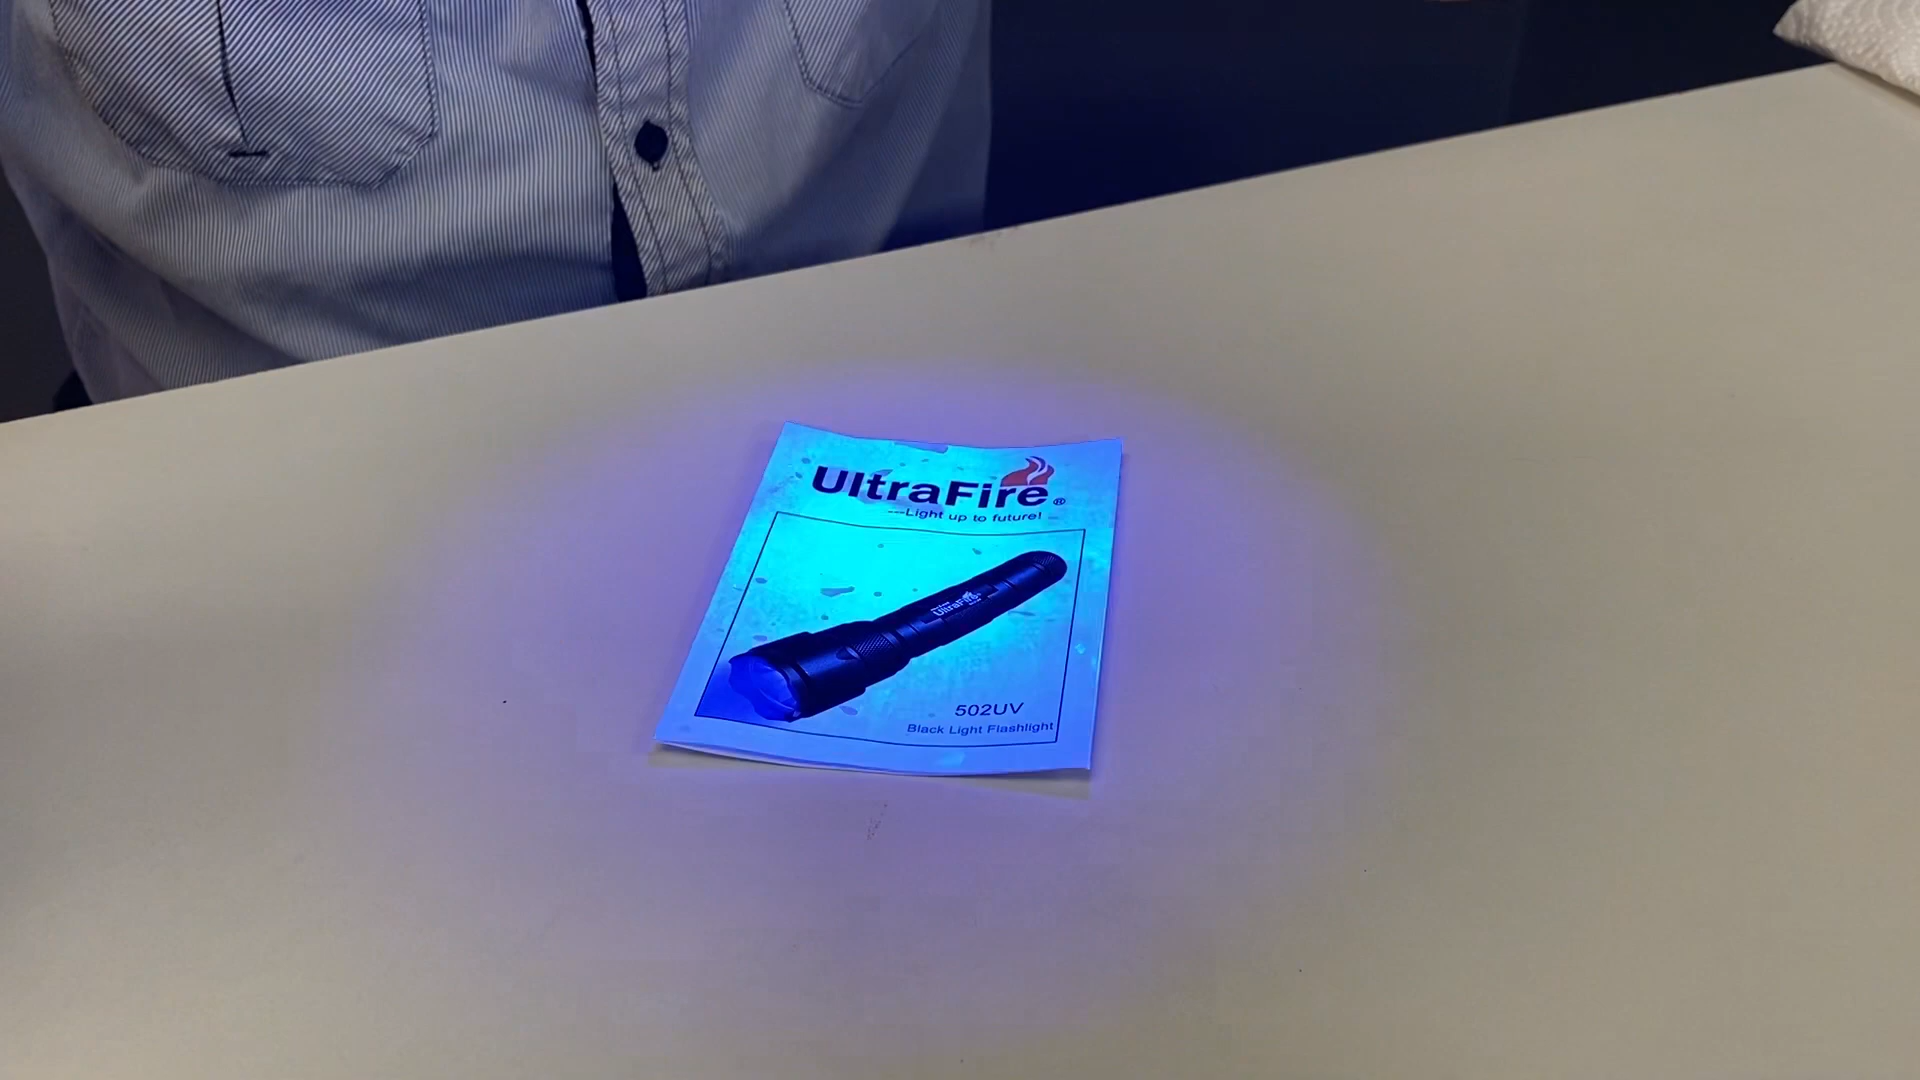 UltraFire®
---Light up to future!
UltraFire
502UV
Black Light Flashlight